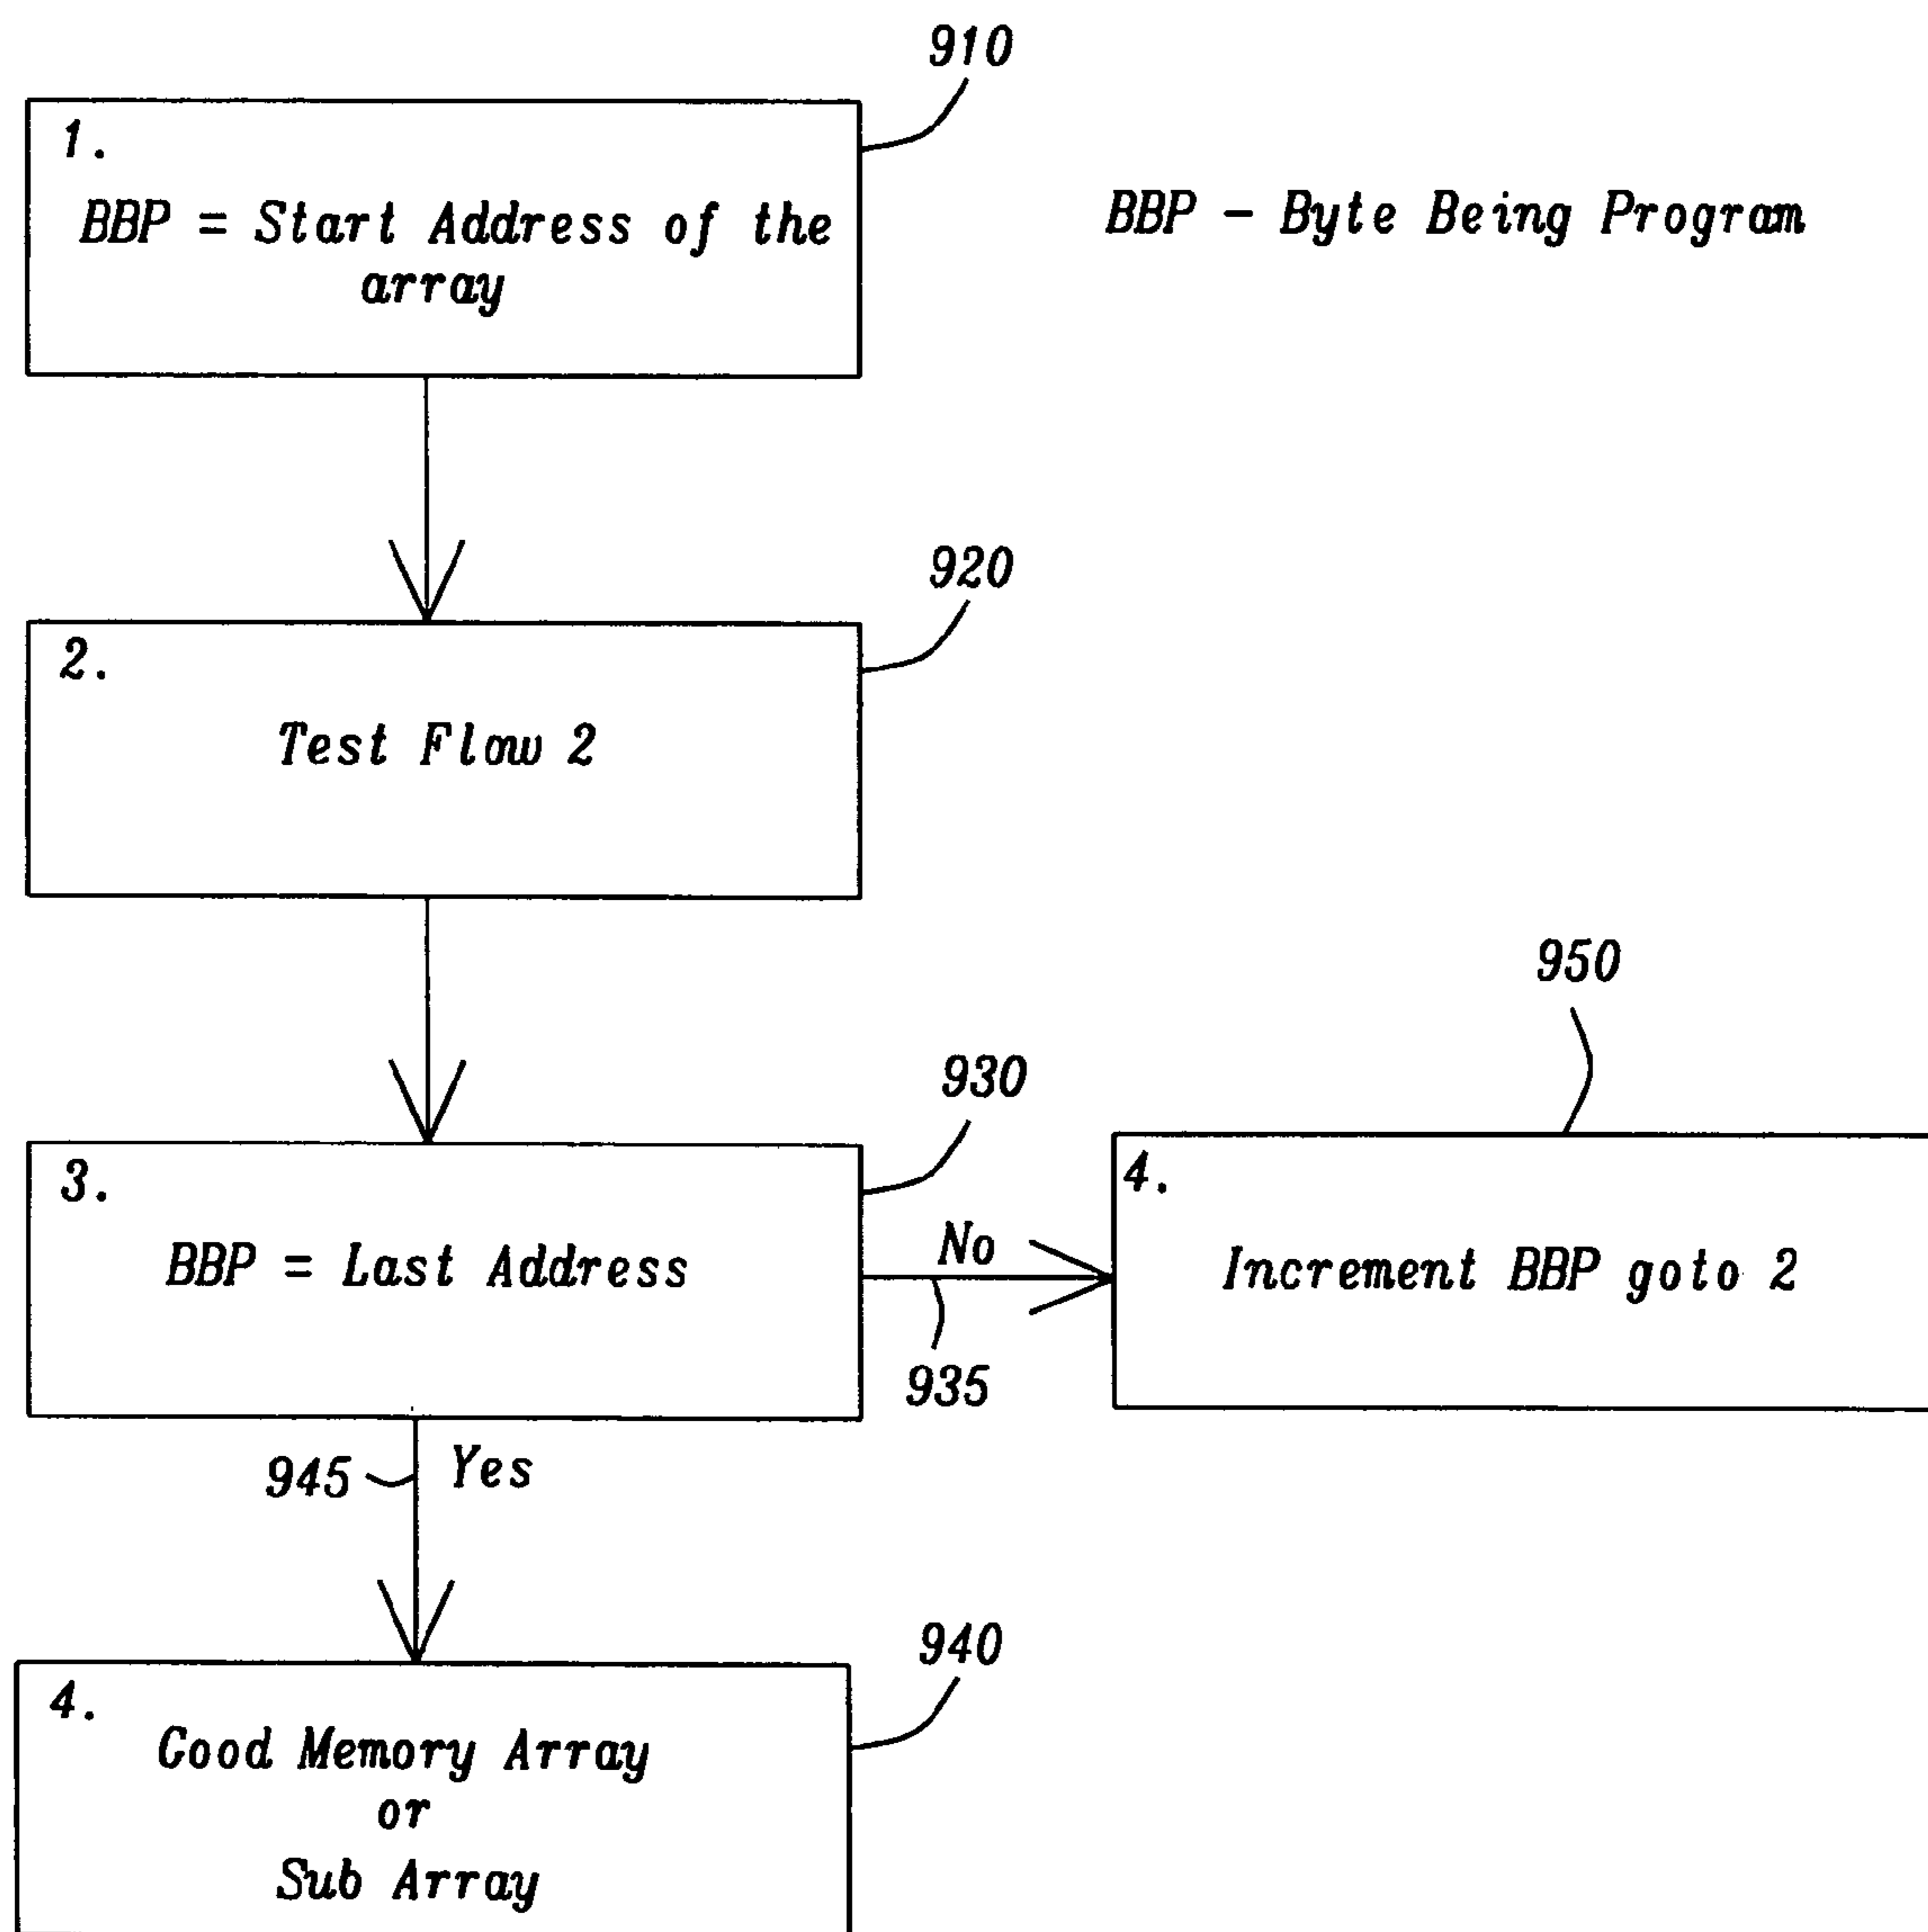 910
1.
BBP = Start Address of the
array
BBP - Byte Being Program
920
2.
Test Flow 2
950
930
3.
BBP = Last Address
No
935
4.
Increment BBP goto 2
945
Yes
940
4.
Good Memory Array
or
Sub Array